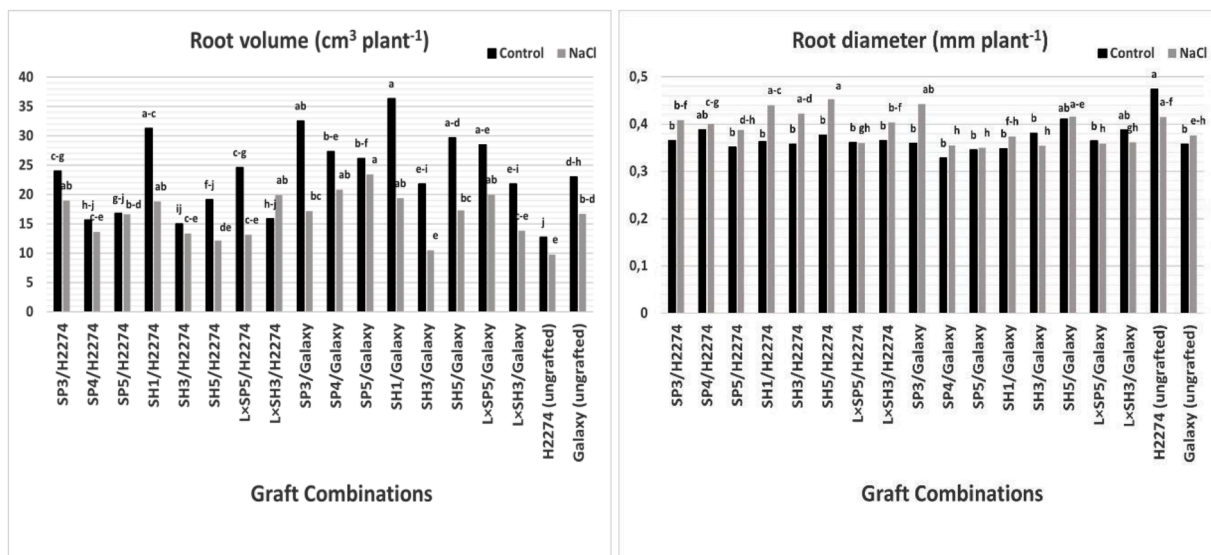 Root volume (cm³ plant⁻¹)
Control NaCl
40
35
30
25
20
15
10
5
0
c-g ab
h-j c-e
g-j b-d
a-c ab
ij c-e
f-j de
c-g c-e
h-j ab
ab bc
b-e ab
b-f a
a ab
e-i e
a-d bc
a-e ab
e-i c-e
j e
d-h b-d
SP3/H2274
SP4/H2274
SP5/H2274
SH1/H2274
SH3/H2274
SH5/H2274
L×SP5/H2274
L×SH3/H2274
SP3/Galaxy
SP4/Galaxy
SP5/Galaxy
SH1/Galaxy
SH3/Galaxy
SH5/Galaxy
L×SP5/Galaxy
L×SH3/Galaxy
H2274 (ungrafted)
Galaxy (ungrafted)
Graft Combinations
Root diameter (mm plant⁻¹)
Control NaCl
0,5
0,4
0,3
0,2
0,1
0
b b-f
ab c-g
b d-h
b a-c
b a-d
b a
b gh
b b-f
b ab
b h
b h
b f-h
b h
ab a-e
b h
ab gh
a a-f
b e-h
SP3/H2274
SP4/H2274
SP5/H2274
SH1/H2274
SH3/H2274
SH5/H2274
L×SP5/H2274
L×SH3/H2274
SP3/Galaxy
SP4/Galaxy
SP5/Galaxy
SH1/Galaxy
SH3/Galaxy
SH5/Galaxy
L×SP5/Galaxy
L×SH3/Galaxy
H2274 (ungrafted)
Galaxy (ungrafted)
Graft Combinations